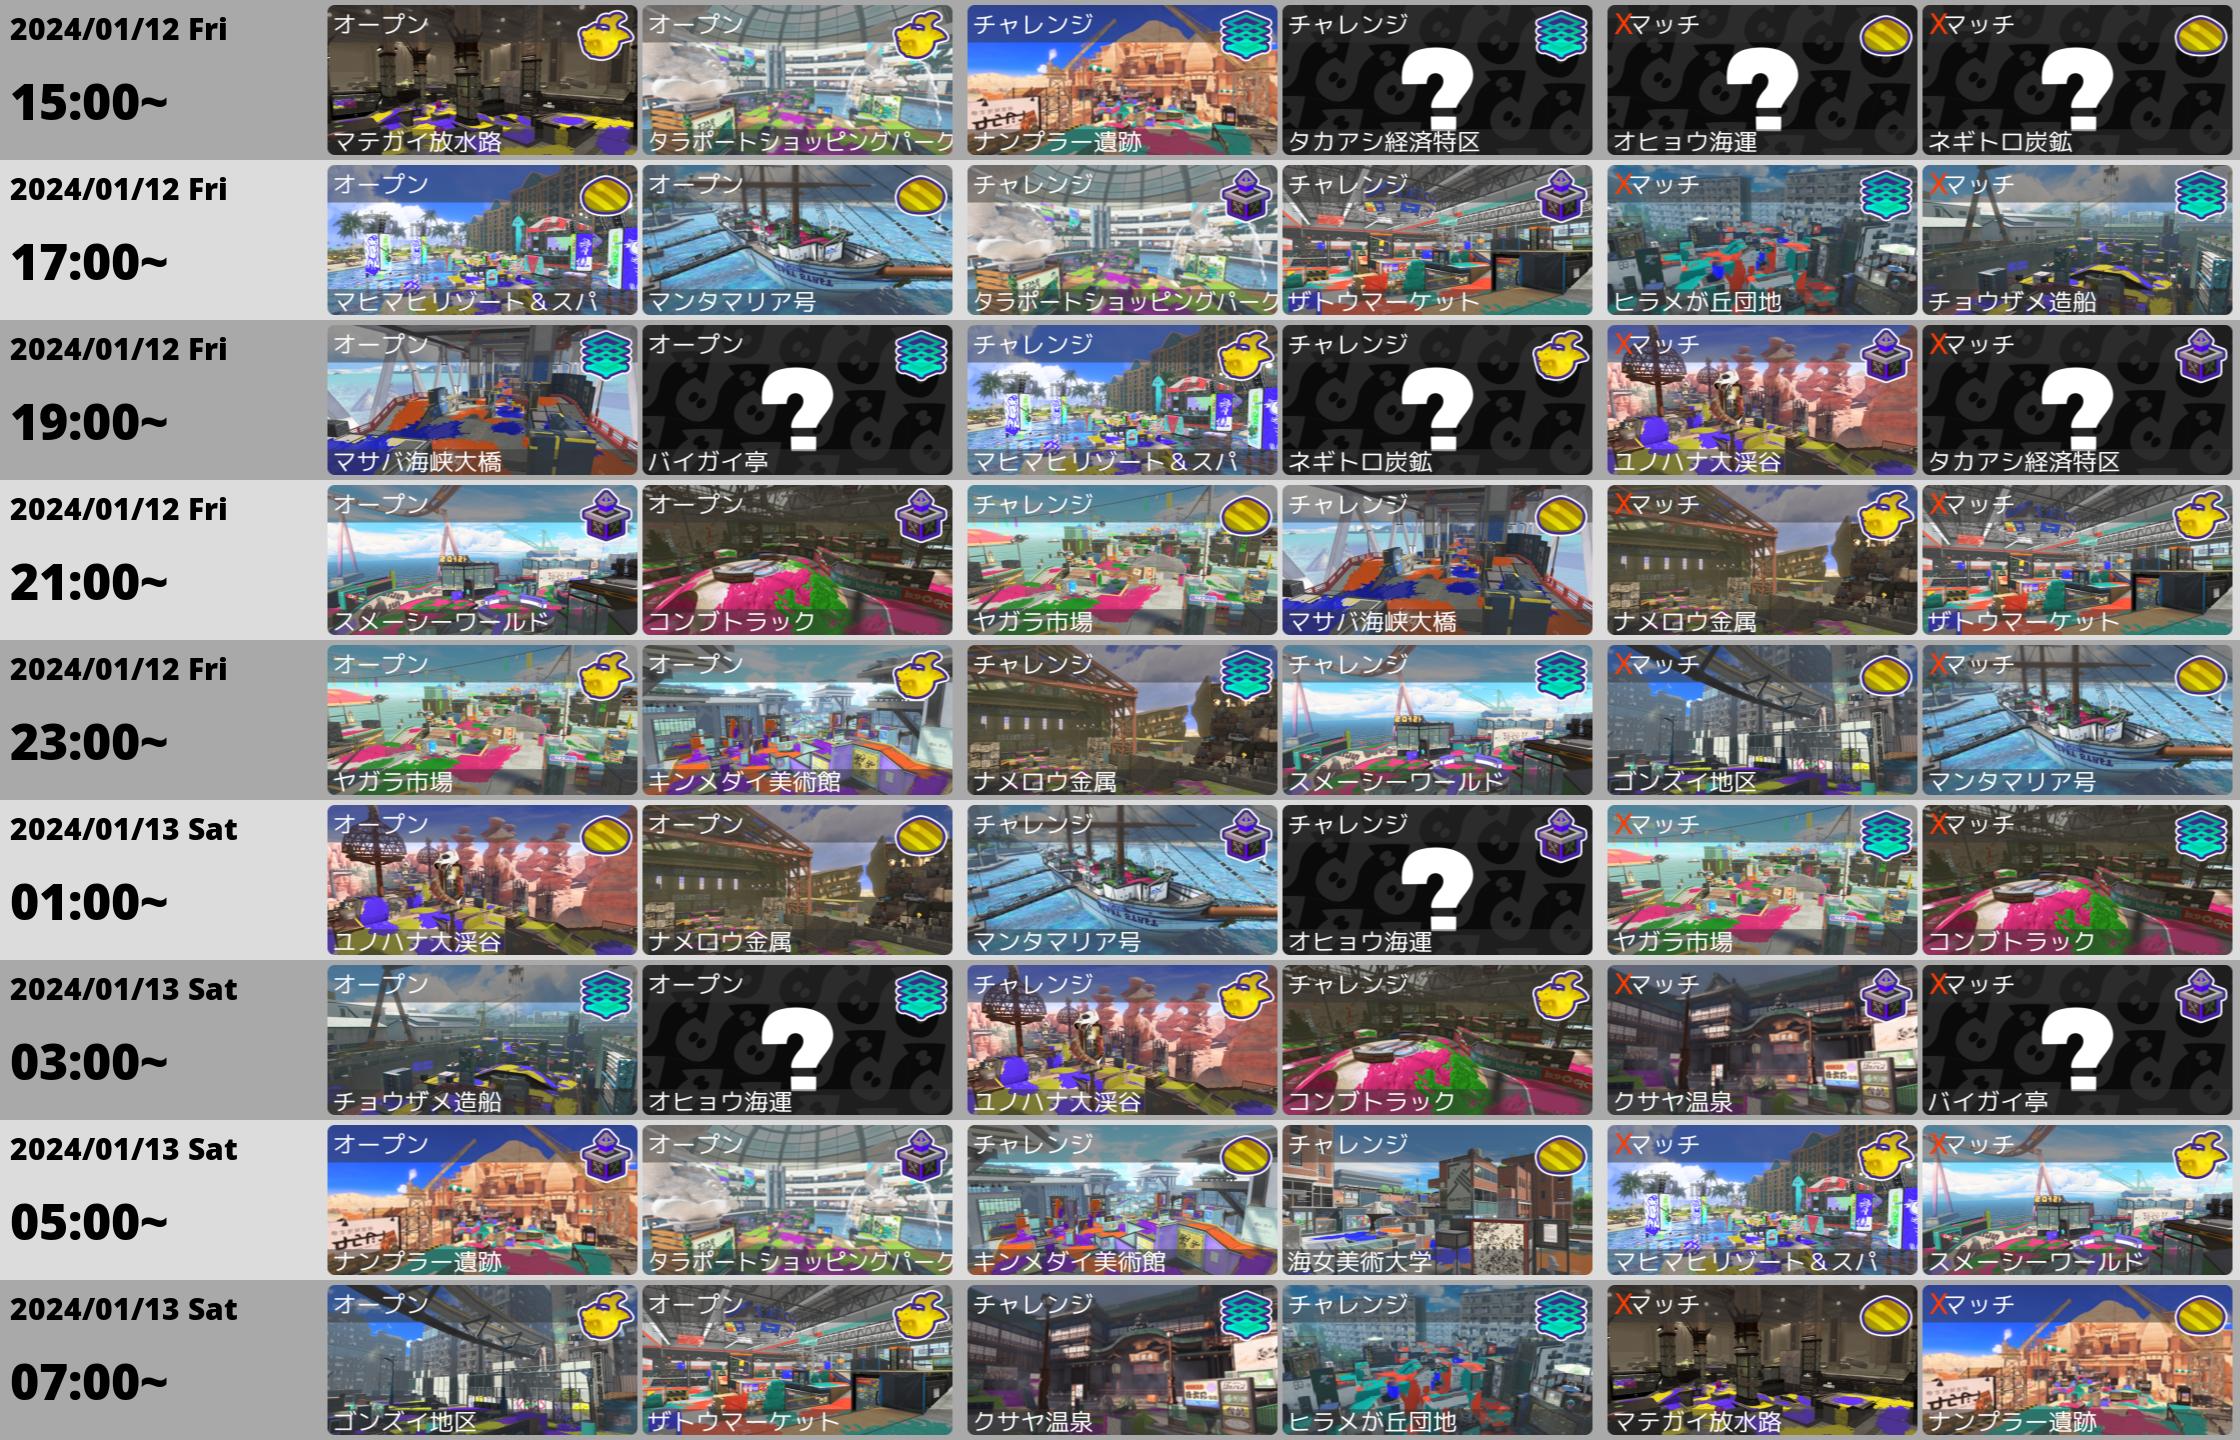 2024/01/12 Fri
15:00~
オープン
マテガイ放水路
オープン
タラポートショッピングパーク
チャレンジ
ナンプラー遺跡
チャレンジ
?
タカアシ経済特区
Xマッチ
?
オヒョウ海運
Xマッチ
?
ネギトロ炭鉱
2024/01/12 Fri
17:00~
オープン
マヒマヒリゾート＆スパ
オープン
マンタマリア号
チャレンジ
タラポートショッピングパーク
チャレンジ
ザトウマーケット
Xマッチ
ヒラメが丘団地
Xマッチ
チョウザメ造船
2024/01/12 Fri
19:00~
オープン
マサバ海峡大橋
オープン
?
バイガイ亭
チャレンジ
マヒマヒリゾート＆スパ
チャレンジ
?
ネギトロ炭鉱
Xマッチ
ユノハナ大渓谷
Xマッチ
?
タカアシ経済特区
2024/01/12 Fri
21:00~
オープン
スメーシーワールド
オープン
コンブトラック
チャレンジ
ヤガラ市場
チャレンジ
マサバ海峡大橋
Xマッチ
ナメロウ金属
Xマッチ
ザトウマーケット
2024/01/12 Fri
23:00~
オープン
ヤガラ市場
オープン
キンメダイ美術館
チャレンジ
ナメロウ金属
チャレンジ
スメーシーワールド
Xマッチ
ゴンズイ地区
Xマッチ
マンタマリア号
2024/01/13 Sat
01:00~
オープン
ユノハナ大渓谷
オープン
ナメロウ金属
チャレンジ
マンタマリア号
チャレンジ
?
オヒョウ海運
Xマッチ
ヤガラ市場
Xマッチ
コンブトラック
2024/01/13 Sat
03:00~
オープン
チョウザメ造船
オープン
?
オヒョウ海運
チャレンジ
ユノハナ大渓谷
チャレンジ
コンブトラック
Xマッチ
クサヤ温泉
Xマッチ
?
バイガイ亭
2024/01/13 Sat
05:00~
オープン
ナンプラー遺跡
オープン
タラポートショッピングパーク
チャレンジ
キンメダイ美術館
チャレンジ
海女美術大学
Xマッチ
マヒマヒリゾート＆スパ
Xマッチ
スメーシーワールド
2024/01/13 Sat
07:00~
オープン
ゴンズイ地区
オープン
ザトウマーケット
チャレンジ
クサヤ温泉
チャレンジ
ヒラメが丘団地
Xマッチ
マテガイ放水路
Xマッチ
ナンプラー遺跡